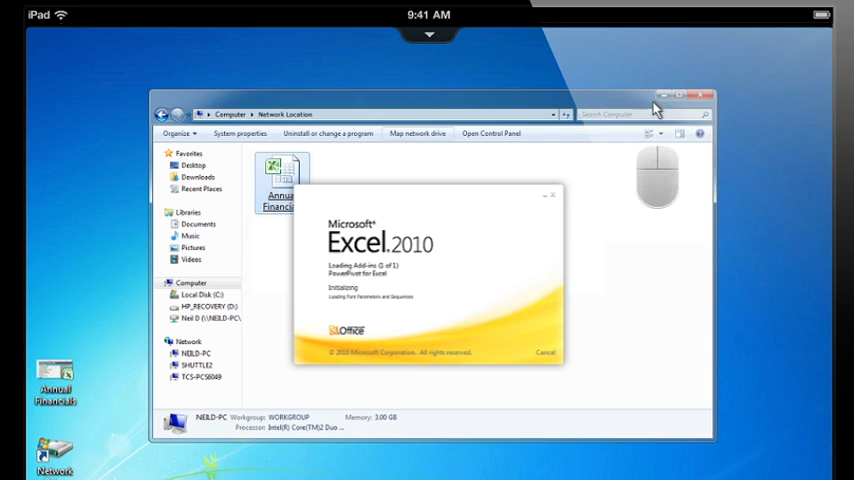 iPad
9:41 AM
Computer Network Location
Search Computer
Organize System properties Uninstall or change a program Map network drive Open Control Panel
Favorites
Desktop
Downloads
Recent Places
Libraries
Documents
Music
Pictures
Videos
Computer
Local Disk (C:)
HP_RECOVERY (D:)
Neil D (\\NEILD-PC\
Network
NEILD-PC
SHUTTLE2
TCS-PCS6049
Annua
Financia
Microsoft®
Excel®2010
Loading Add-ins (1 of 1)
PowerPivot for Excel
Initializing
Loading Font Parameters and Sequences
Office
© 2010 Microsoft Corporation. All rights reserved.
Cancel
NEILD-PC Workgroup: WORKGROUP Memory: 3.00 GB
Processor: Intel(R) Core(TM)2 Duo ...
Annual
Financials
Network